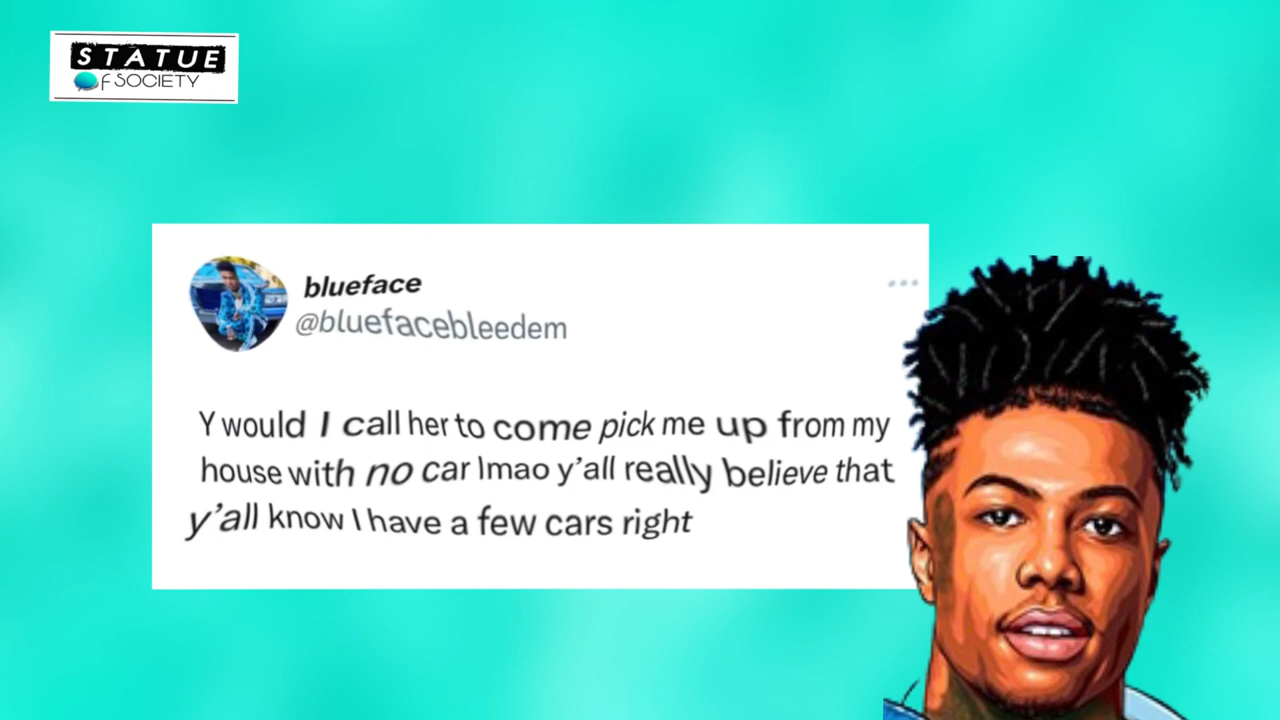 STATUE
OF SOCIETY
blueface
@bluefacebleedem
Y would I call her to come pick me up from my
house with no car lmao y’all really believe that
y’all know I have a few cars right